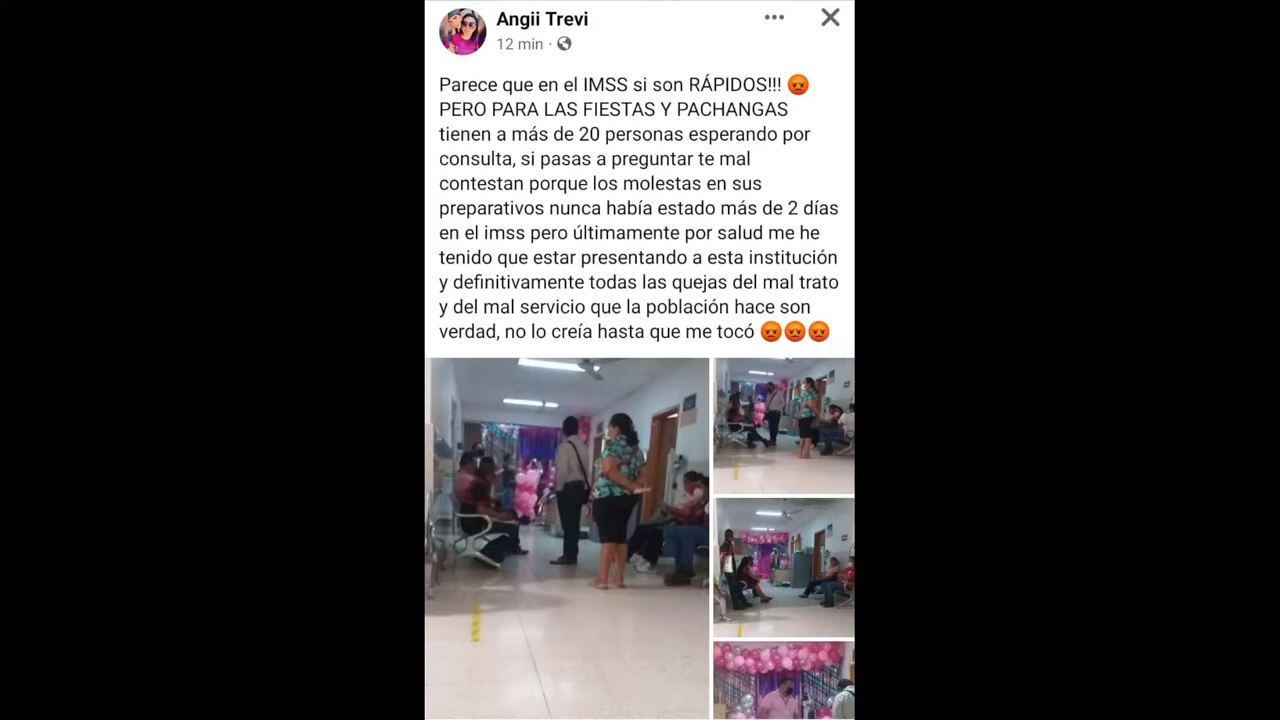 Angii Trevi
12 min ·
Parece que en el IMSS si son RÁPIDOS!!! 😡
PERO PARA LAS FIESTAS Y PACHANGAS
tienen a más de 20 personas esperando por
consulta, si pasas a preguntar te mal
contestan porque los molestas en sus
preparativos nunca había estado más de 2 días
en el imss pero últimamente por salud me he
tenido que estar presentando a esta institución
y definitivamente todas las quejas del mal trato
y del mal servicio que la población hace son
verdad, no lo creía hasta que me tocó 😡😡😡